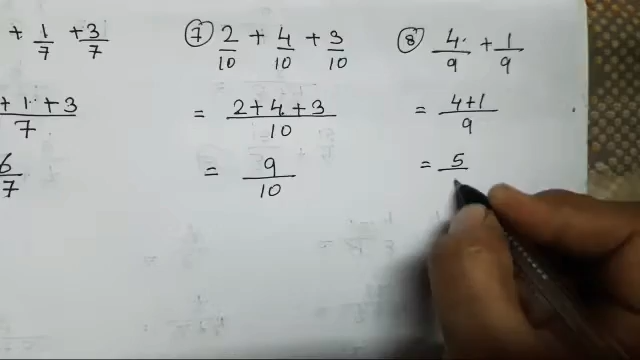 + 1/7 + 3/7
+ 1 + 3 / 7
6/7
⑦ 2/10 + 4/10 + 3/10
= 2+4+3 / 10
= 9/10
⑧ 4/9 + 1/9
= 4+1 / 9
= 5/